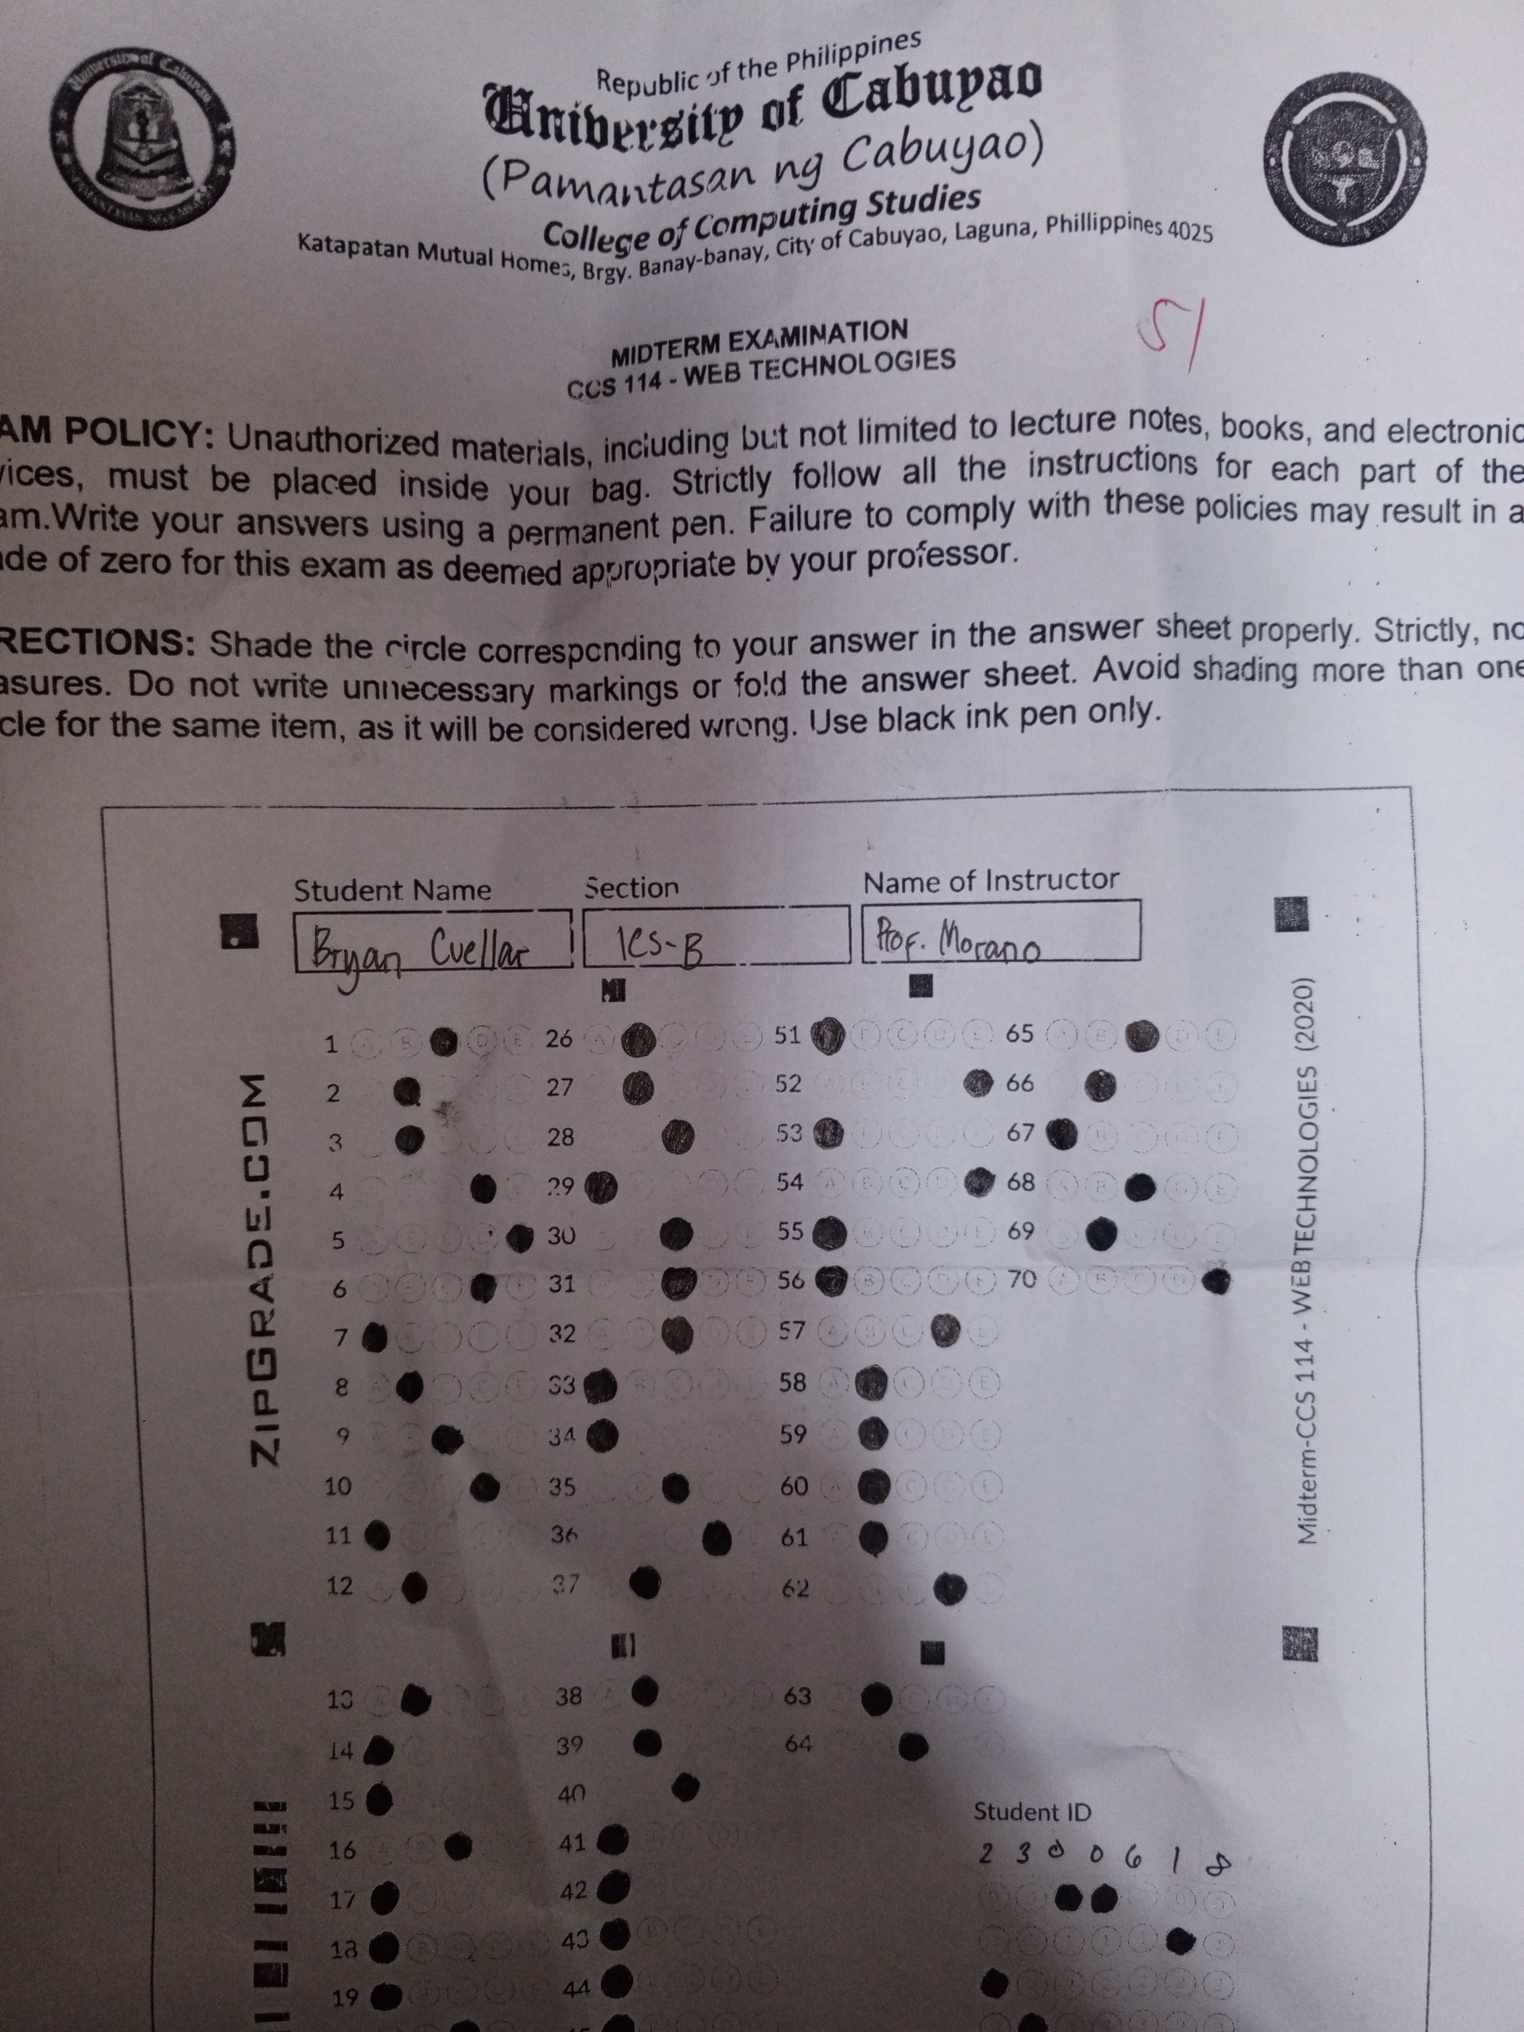 Republic of the Philippines
University of Cabuyao
(Pamantasan ng Cabuyao)
College of Computing Studies
Katapatan Mutual Homes, Brgy. Banay-banay, City of Cabuyao, Laguna, Phillippines 4025
University of Cabuyao
51
MIDTERM EXAMINATION
CCS 114 - WEB TECHNOLOGIES
AM POLICY: Unauthorized materials, including but not limited to lecture notes, books, and electronic
vices, must be placed inside your bag. Strictly follow all the instructions for each part of the
am.Write your answers using a permanent pen. Failure to comply with these policies may result in a
de of zero for this exam as deemed appropriate by your professor.
RECTIONS: Shade the circle corresponding to your answer in the answer sheet properly. Strictly, no
asures. Do not write unnecessary markings or fold the answer sheet. Avoid shading more than one
cle for the same item, as it will be considered wrong. Use black ink pen only.
Student Name Section Name of Instructor
Bryan Cuellar 1CS-B Prof. Morano
ZIPGRADE.COM
Midterm-CCS 114 - WEB TECHNOLOGIES (2020)
1 26 51 65
2 27 52 66
3 28 53 67
4 29 54 68
5 30 55 69
6 31 56 70
7 32 57
8 33 58
9 34 59
10 35 60
11 36 61
12 37 62
13 38 63
14 39 64
15 40
16 41
17 42
18 43
19 44
Student ID
2 3 0 0 6 1 8